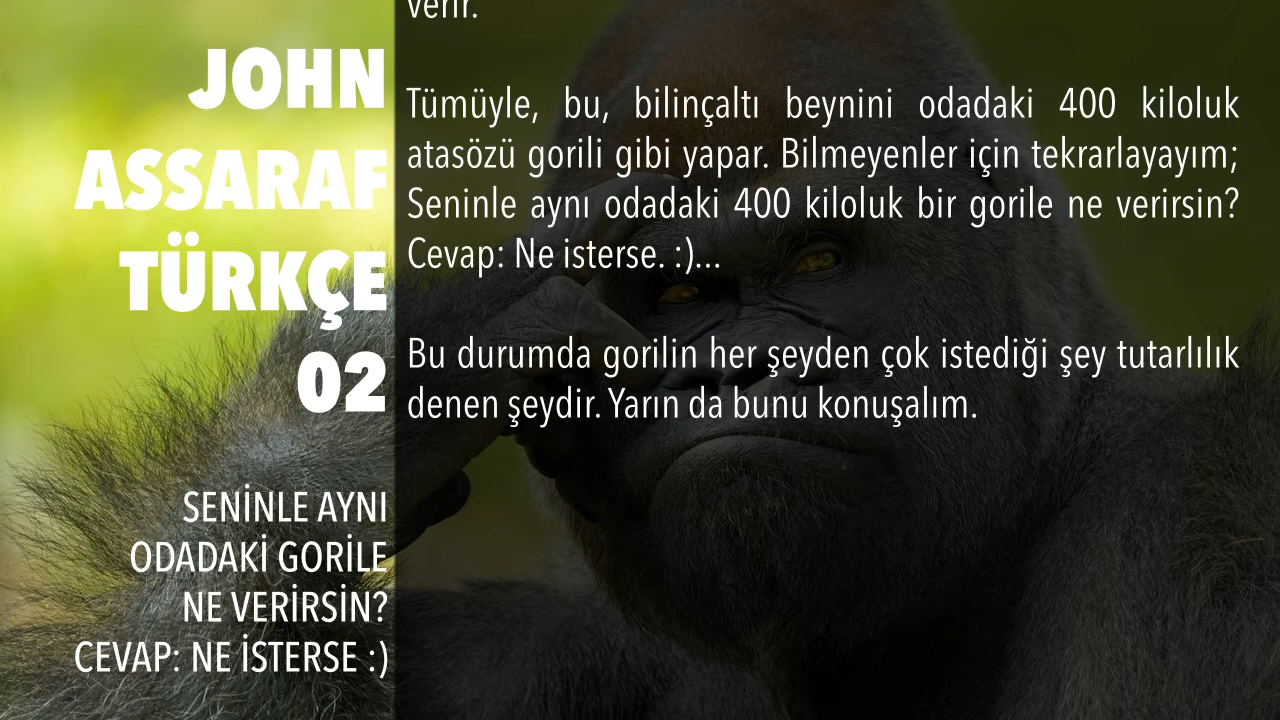 JOHN
ASSARAF
TÜRKÇE
02
SENİNLE AYNI
ODADAKİ GORİLE
NE VERİRSİN?
CEVAP: NE İSTERSE :)
verir.
Tümüyle, bu, bilinçaltı beynini odadaki 400 kiloluk
atasözü gorili gibi yapar. Bilmeyenler için tekrarlayayım;
Seninle aynı odadaki 400 kiloluk bir gorile ne verirsin?
Cevap: Ne isterse. :)...
Bu durumda gorilin her şeyden çok istediği şey tutarlılık
denen şeydir. Yarın da bunu konuşalım.